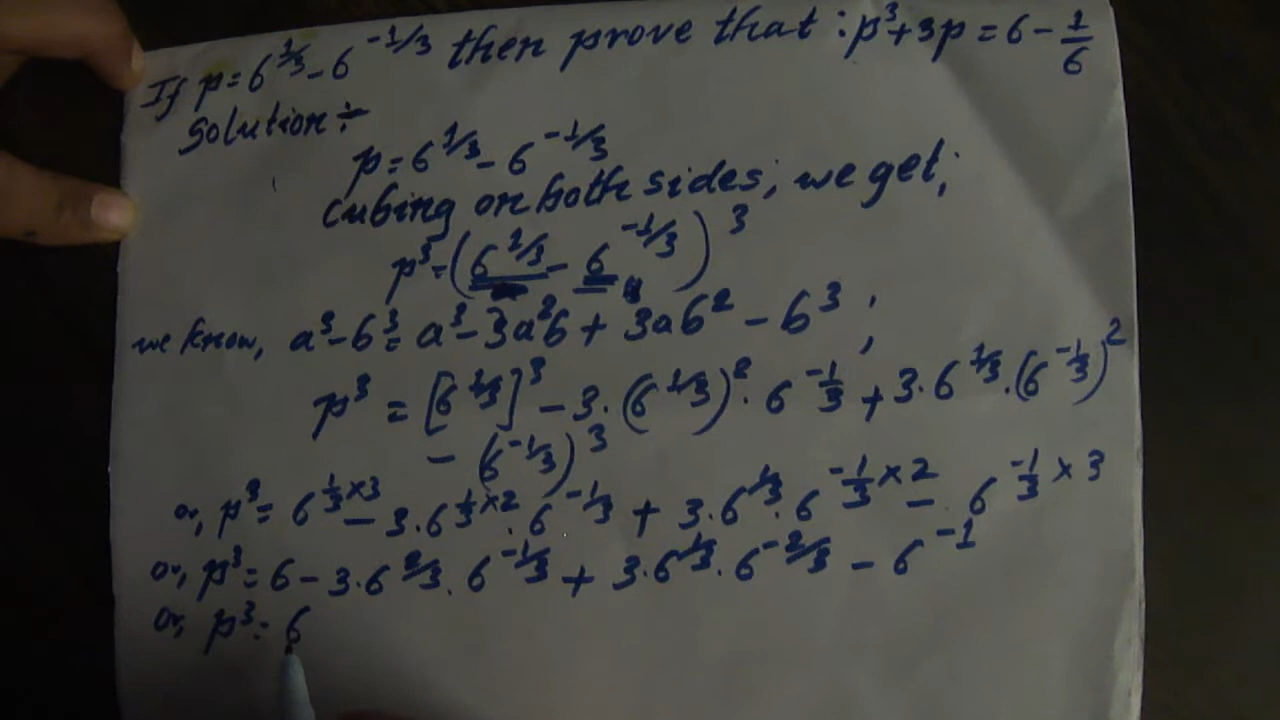 If p = 6^1/3 - 6^-1/3 then prove that : p³+3p = 6 - 1/6
Solution ÷
p = 6^1/3 - 6^-1/3
Cubing on both sides, we get;
p³ = (6^1/3 - 6^-1/3)³
we know, a³-b³ = a³ - 3a²b + 3ab² - b³ ;
p³ = [6^1/3]³ - 3.(6^1/3)² . 6^-1/3 + 3.6^1/3 . (6^-1/3)²
- (6^-1/3)³
or, p³ = 6^1/3×3 - 3.6^1/3×2 . 6^-1/3 + 3.6^1/3 . 6^-1/3×2 - 6^-1/3×3
or, p³ = 6 - 3.6^2/3 . 6^-1/3 + 3.6^1/3 . 6^-2/3 - 6^-1
or, p³ = 6